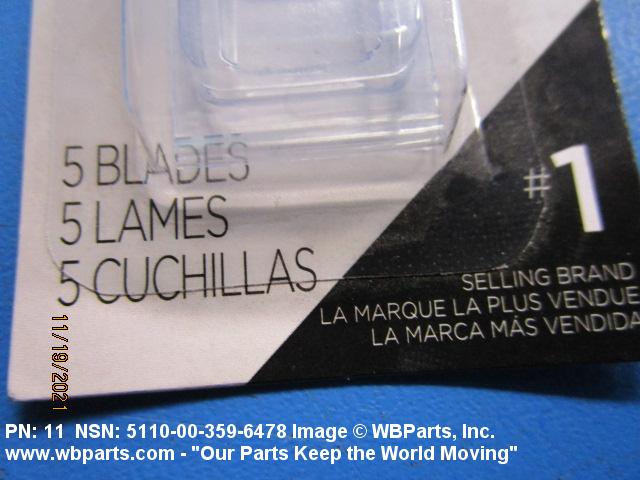 5 BLADES
5 LAMES
5 CUCHILLAS
#1
SELLING BRAND
LA MARQUE LA PLUS VENDUE
LA MARCA MÁS VENDIDA
11/19/2021
PN: 11 NSN: 5110-00-359-6478 Image © WBParts, Inc.
www.wbparts.com - "Our Parts Keep the World Moving"